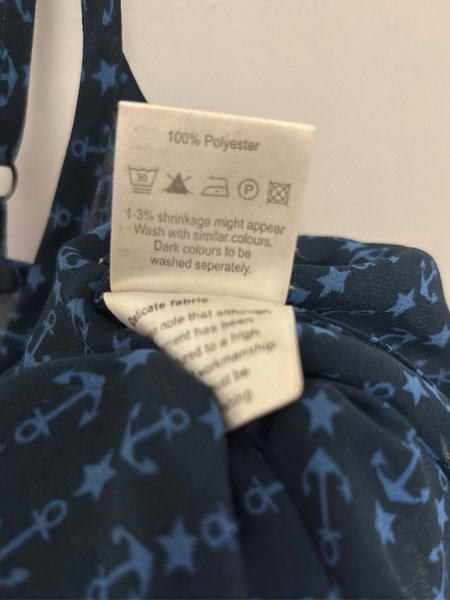 100% Polyester
30 P
1-3% shrinkage might appear
Wash with similar colours.
Dark colours to be
washed seperately.
Delicate fabric
note that although
has been
to a high
workmanship.
be